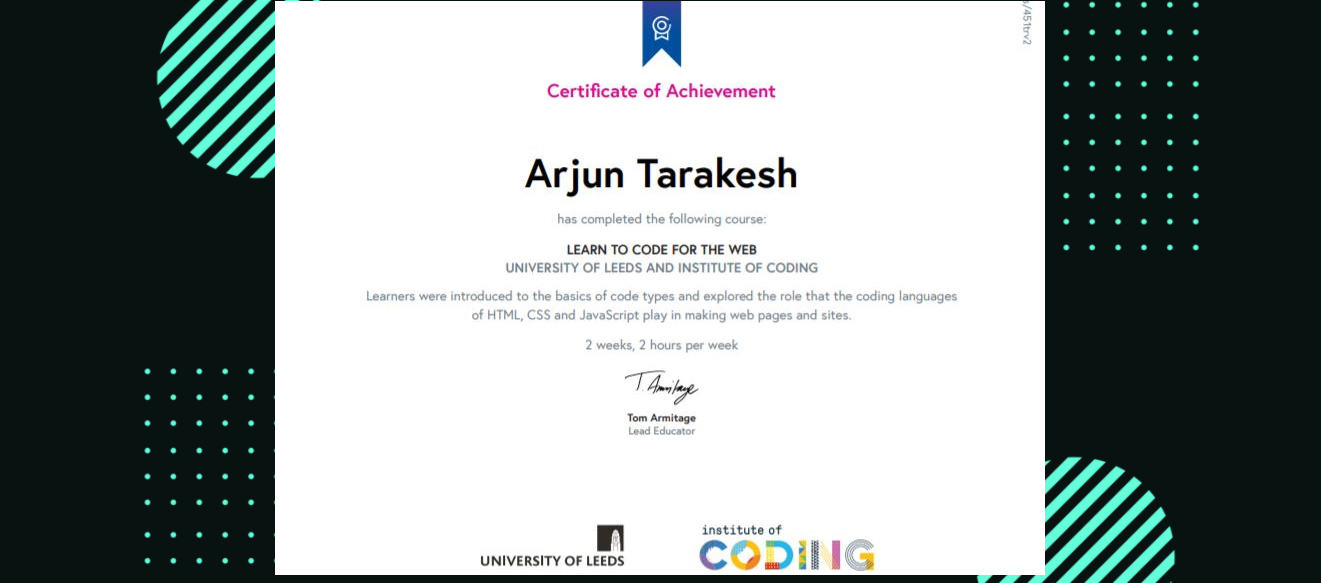 s/451trv2
Certificate of Achievement
Arjun Tarakesh
has completed the following course:
LEARN TO CODE FOR THE WEB
UNIVERSITY OF LEEDS AND INSTITUTE OF CODING
Learners were introduced to the basics of code types and explored the role that the coding languages
of HTML, CSS and JavaScript play in making web pages and sites.
2 weeks, 2 hours per week
T. Armitage
Tom Armitage
Lead Educator
UNIVERSITY OF LEEDS
institute of
CODING